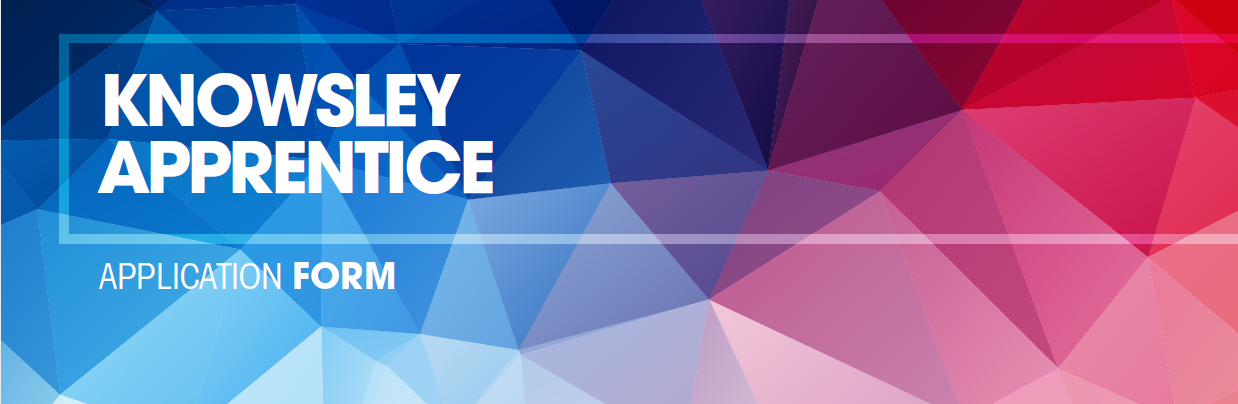 KNOWSLEY
APPRENTICE
APPLICATION FORM